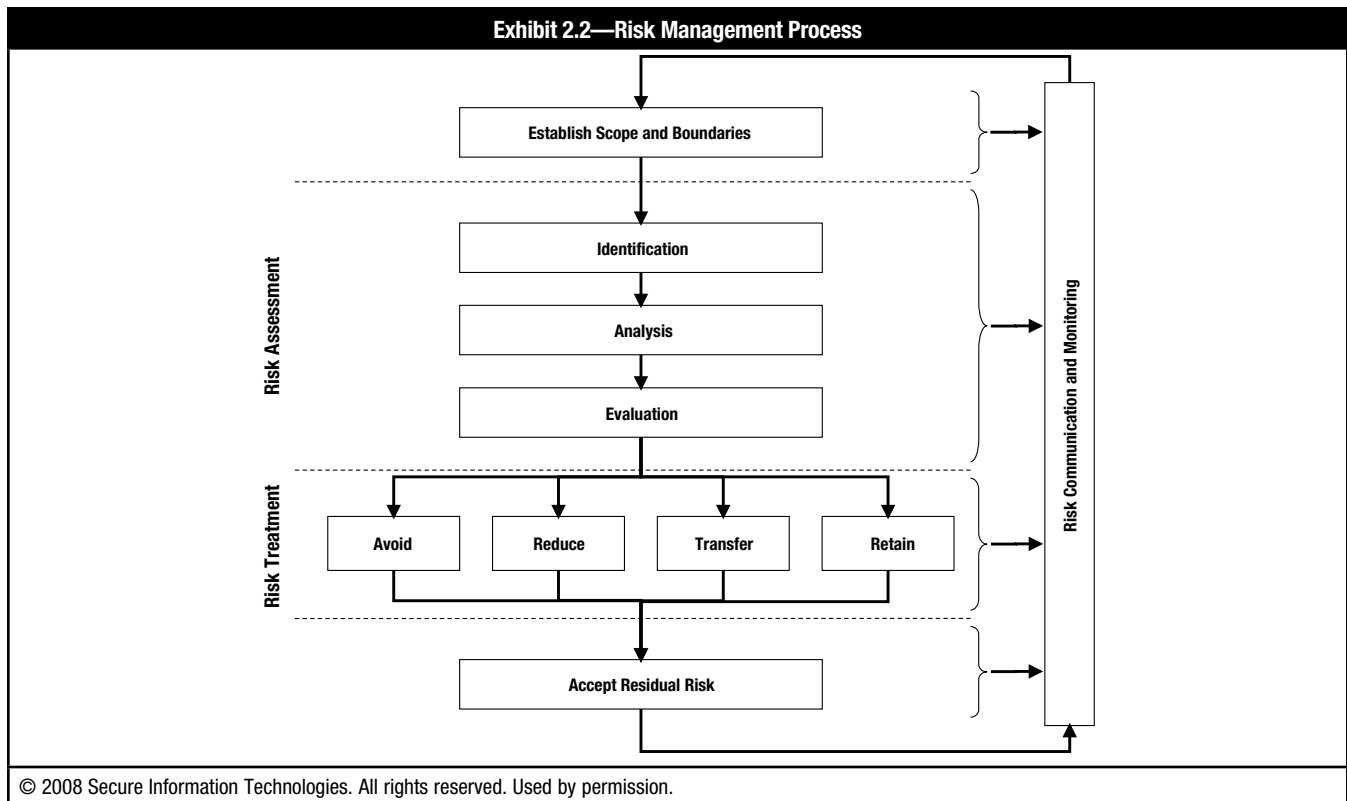 Exhibit 2.2—Risk Management Process
Establish Scope and Boundaries
Risk Assessment
Identification
Analysis
Evaluation
Risk Treatment
Avoid
Reduce
Transfer
Retain
Accept Residual Risk
Risk Communication and Monitoring
© 2008 Secure Information Technologies. All rights reserved. Used by permission.